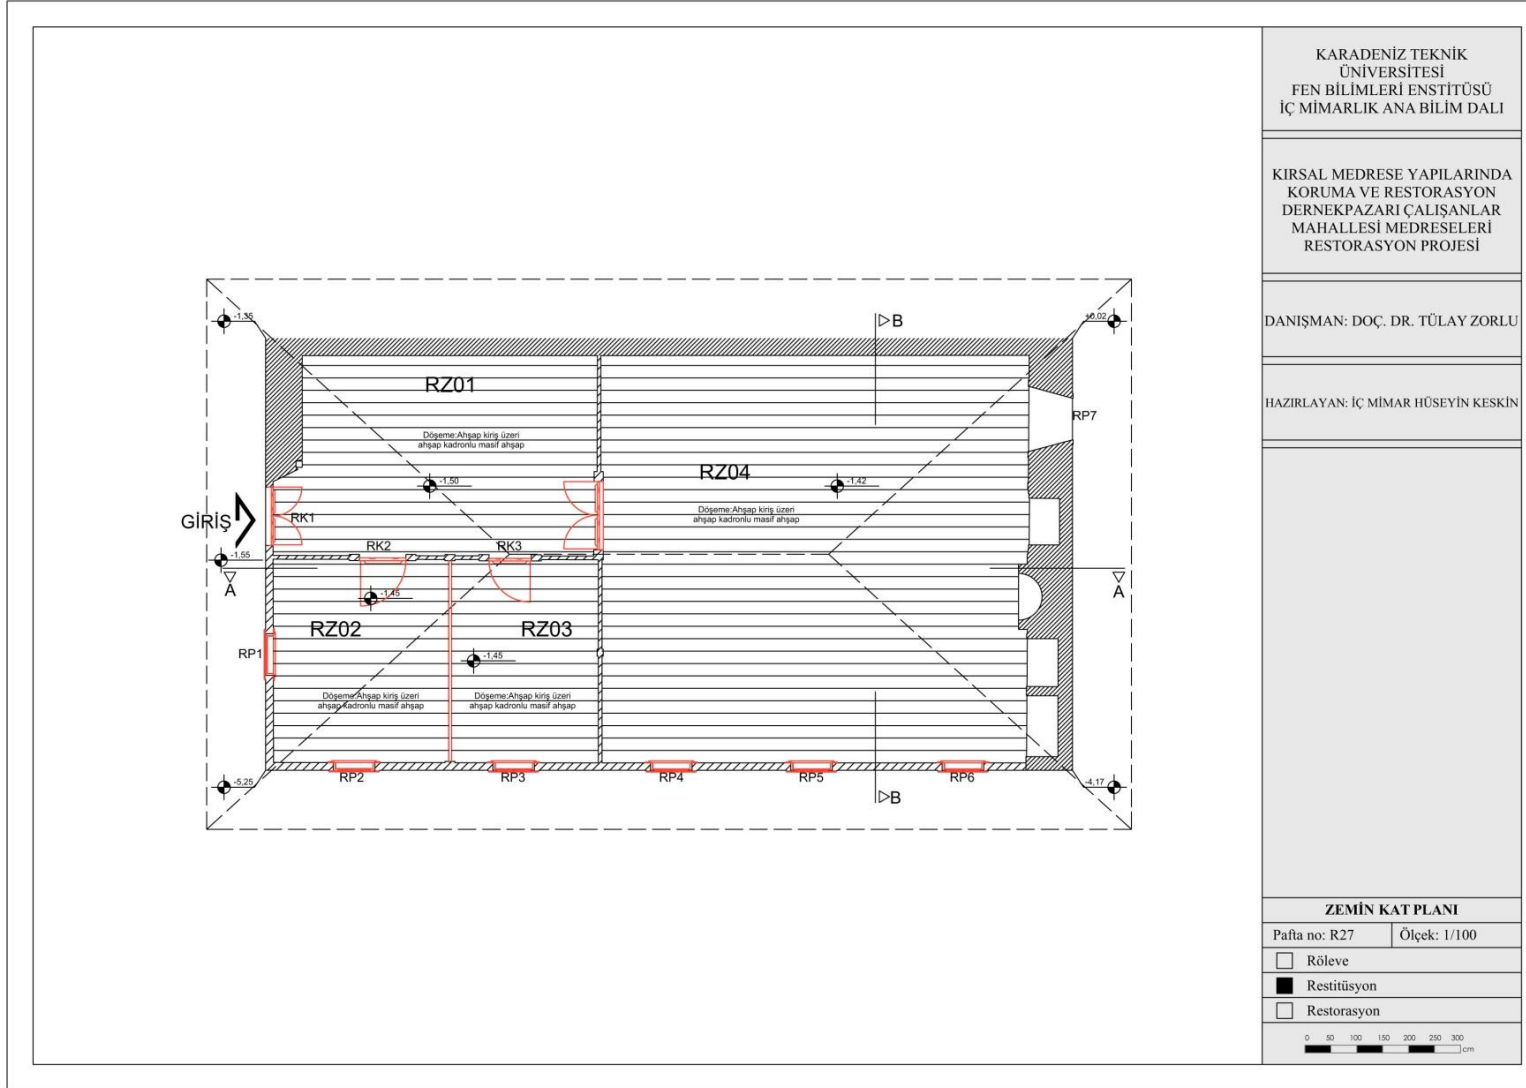 KARADENİZ TEKNİK
ÜNİVERSİTESİ
FEN BİLİMLERİ ENSTİTÜSÜ
İÇ MİMARLIK ANA BİLİM DALI
KIRSAL MEDRESE YAPILARINDA
KORUMA VE RESTORASYON
DERNEKPAZARI ÇALIŞANLAR
MAHALLESİ MEDRESELERİ
RESTORASYON PROJESİ
DANIŞMAN: DOÇ. DR. TÜLAY ZORLU
HAZIRLAYAN: İÇ MİMAR HÜSEYİN KESKİN
-1,35
B
+0,02
RZ01
RP7
Döşeme:Ahşap kiriş üzeri
ahşap kadronlu masif ahşap
RZ04
-1,50
-1,42
Döşeme:Ahşap kiriş üzeri
ahşap kadronlu masif ahşap
GİRİŞ
RK1
RK2
RK3
-1,55
A
A
-1,45
RZ02
RZ03
RP1
-1,45
Döşeme:Ahşap kiriş üzeri
ahşap kadronlu masif ahşap
Döşeme:Ahşap kiriş üzeri
ahşap kadronlu masif ahşap
RP2
RP3
RP4
RP5
RP6
-5,25
-4,17
B
ZEMİN KAT PLANI
Pafta no: R27
Ölçek: 1/100
Röleve
Restitüsyon
Restorasyon
0 50 100 150 200 250 300
cm